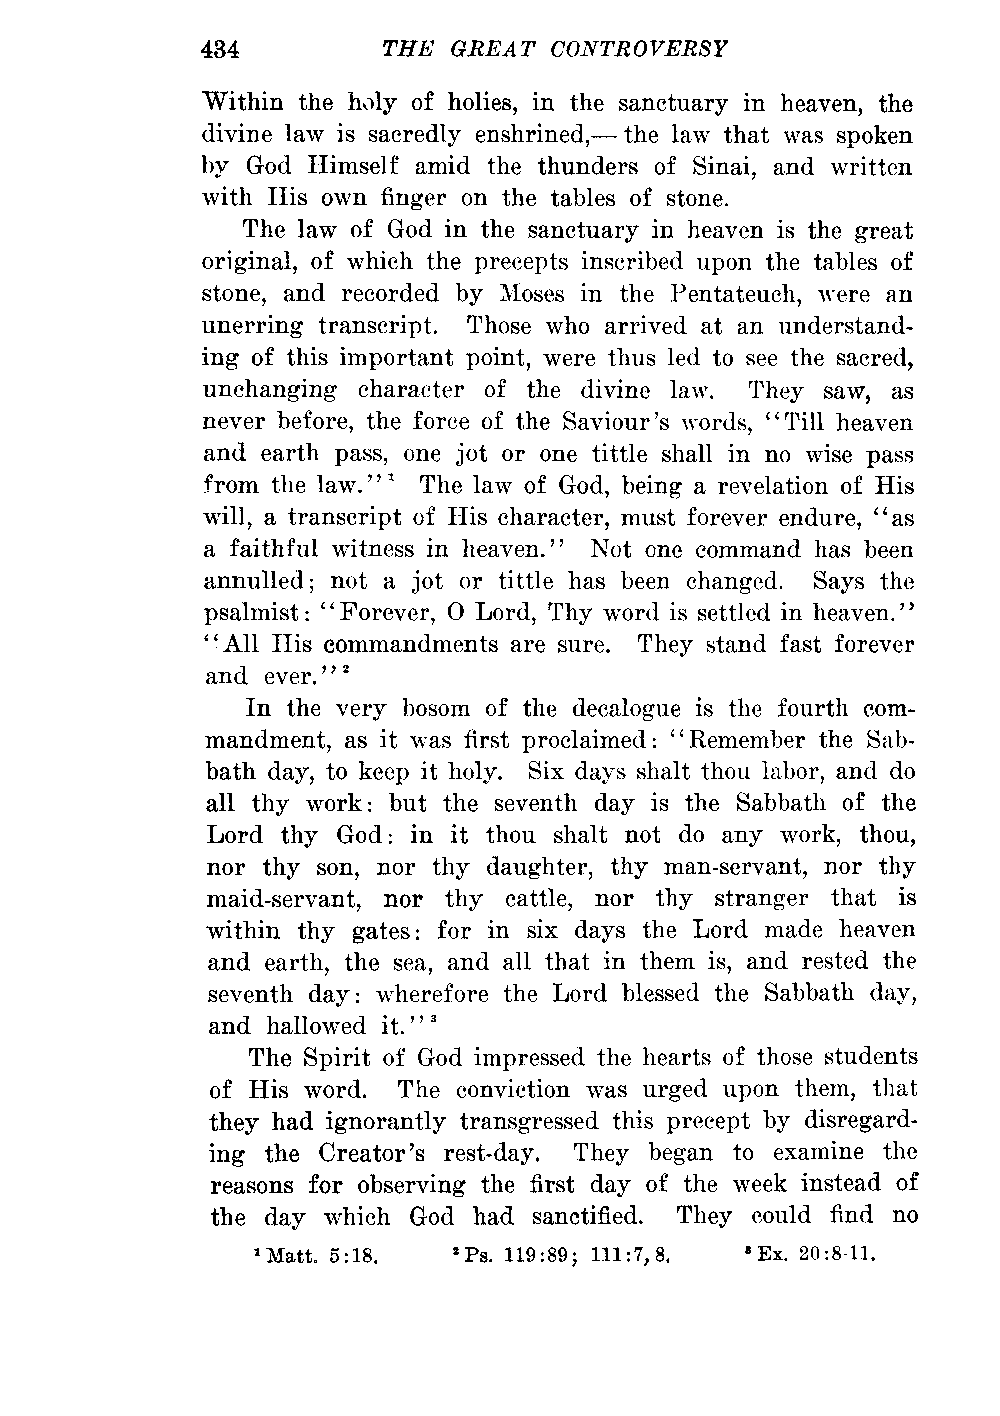 434 THE GREAT CONTROVERSY
Within the holy of holies, in the sanctuary in heaven, the
divine law is sacredly enshrined,— the law that was spoken
by God Himself amid the thunders of Sinai, and written
with His own finger on the tables of stone.
The law of God in the sanctuary in heaven is the great
original, of which the precepts inscribed upon the tables of
stone, and recorded by Moses in the Pentateuch, were an
unerring transcript. Those who arrived at an understand-
ing of this important point, were thus led to see the sacred,
unchanging character of the divine law. They saw, as
never before, the force of the Saviour's words, "Till heaven
and earth pass, one jot or one tittle shall in no wise pass
from the law."¹ The law of God, being a revelation of His
will, a transcript of His character, must forever endure, "as
a faithful witness in heaven." Not one command has been
annulled; not a jot or tittle has been changed. Says the
psalmist: "Forever, O Lord, Thy word is settled in heaven."
"All His commandments are sure. They stand fast forever
and ever."²
In the very bosom of the decalogue is the fourth com-
mandment, as it was first proclaimed: "Remember the Sab-
bath day, to keep it holy. Six days shalt thou labor, and do
all thy work: but the seventh day is the Sabbath of the
Lord thy God: in it thou shalt not do any work, thou,
nor thy son, nor thy daughter, thy man-servant, nor thy
maid-servant, nor thy cattle, nor thy stranger that is
within thy gates: for in six days the Lord made heaven
and earth, the sea, and all that in them is, and rested the
seventh day: wherefore the Lord blessed the Sabbath day,
and hallowed it."³
The Spirit of God impressed the hearts of those students
of His word. The conviction was urged upon them, that
they had ignorantly transgressed this precept by disregard-
ing the Creator's rest-day. They began to examine the
reasons for observing the first day of the week instead of
the day which God had sanctified. They could find no
¹ Matt. 5:18. ² Ps. 119:89; 111:7, 8. ³ Ex. 20:8-11.